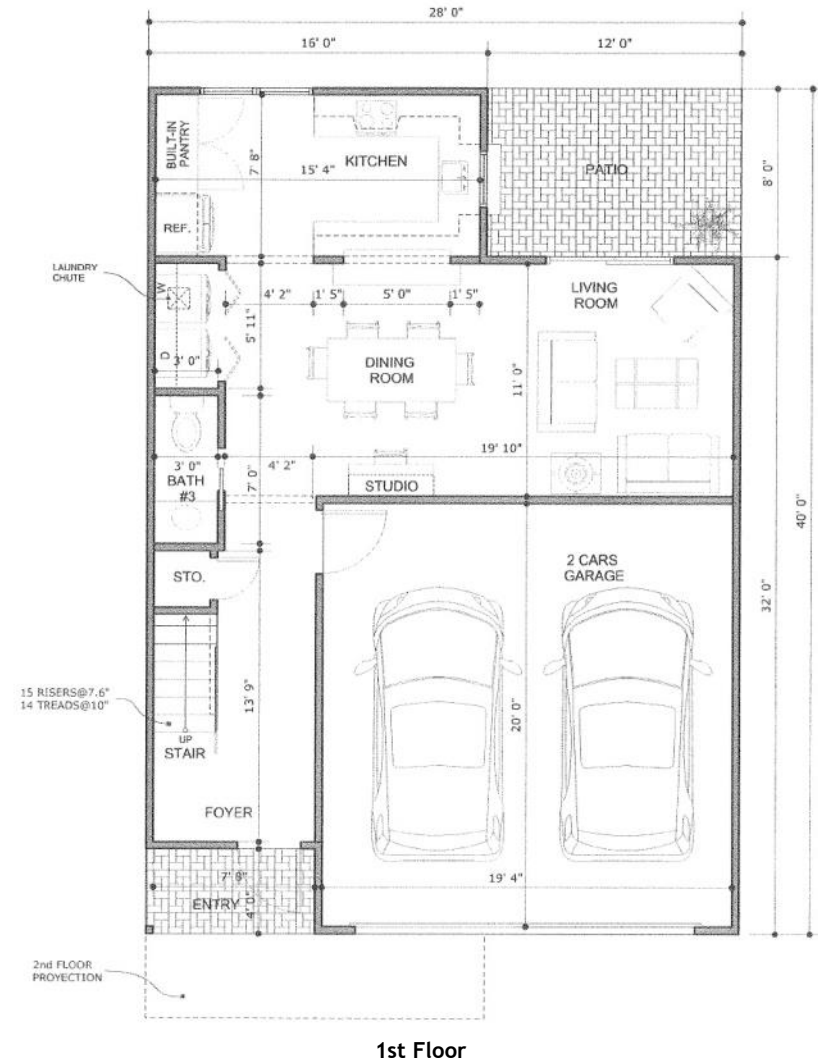 28' 0"
16' 0"
12' 0"
BUILT-IN
PANTRY
7' 8"
15' 4"
KITCHEN
PATIO
8' 0"
REF.
LAUNDRY
CHUTE
W
D
3' 0"
5' 11"
4' 2"
1' 5"
5' 0"
1' 5"
LIVING
ROOM
DINING
ROOM
11' 0"
19' 10"
3' 0"
BATH
#3
4' 2"
7' 0"
STUDIO
40' 0"
STO.
2 CARS
GARAGE
32' 0"
15 RISERS@7.6"
14 TREADS@10"
UP
STAIR
13' 9"
20' 0"
FOYER
7' 9"
4' 0"
ENTRY
19' 4"
2nd FLOOR
PROYECTION
1st Floor